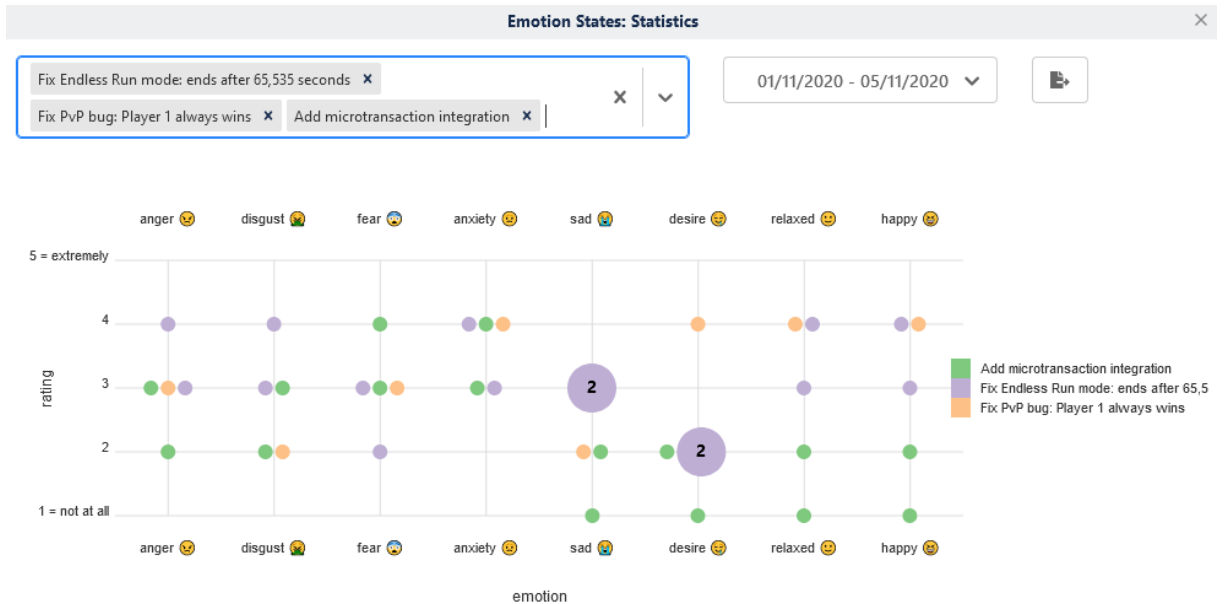 Emotion States: Statistics
Fix Endless Run mode: ends after 65,535 seconds
Fix PvP bug: Player 1 always wins Add microtransaction integration
01/11/2020 - 05/11/2020
anger disgust fear anxiety sad desire relaxed happy
5 = extremely
4
3
2
1 = not at all
rating
2
2
Add microtransaction integration
Fix Endless Run mode: ends after 65,5
Fix PvP bug: Player 1 always wins
anger disgust fear anxiety sad desire relaxed happy
emotion